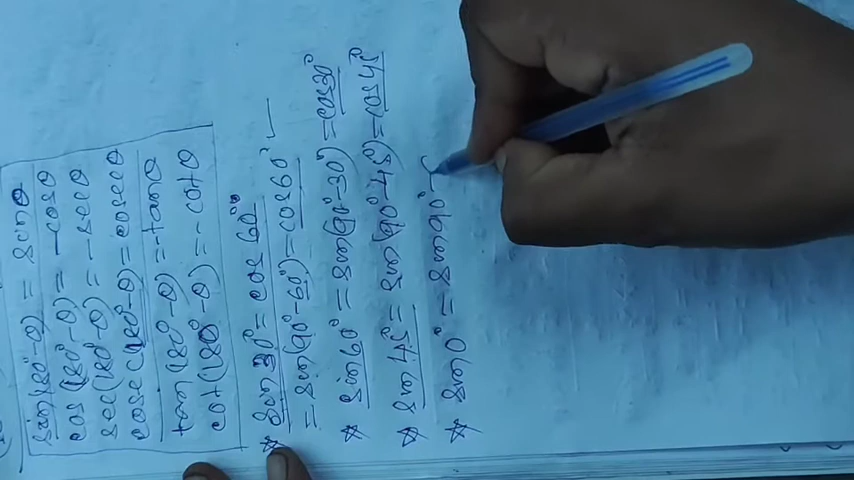 sin(180°-θ) = sinθ
cos(180°-θ) = -cosθ
sec(180°-θ) = -secθ
cosec(180°-θ) = cosecθ
tan(180°-θ) = -tanθ
cot(180°-θ) = -cotθ
* Sin 30° = cos 60°
= sin(90°-60°) = cos60°
* sin60° = sin(90°-30°) = cos30°
* sin 45° = sin(90°-45°) = cos45°
* sin0° = sin90°-